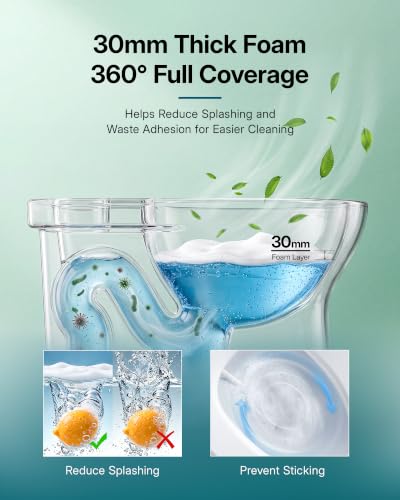 30mm Thick Foam
360° Full Coverage
Helps Reduce Splashing and
Waste Adhesion for Easier Cleaning
30mm
Foam Layer
Reduce Splashing
Prevent Sticking